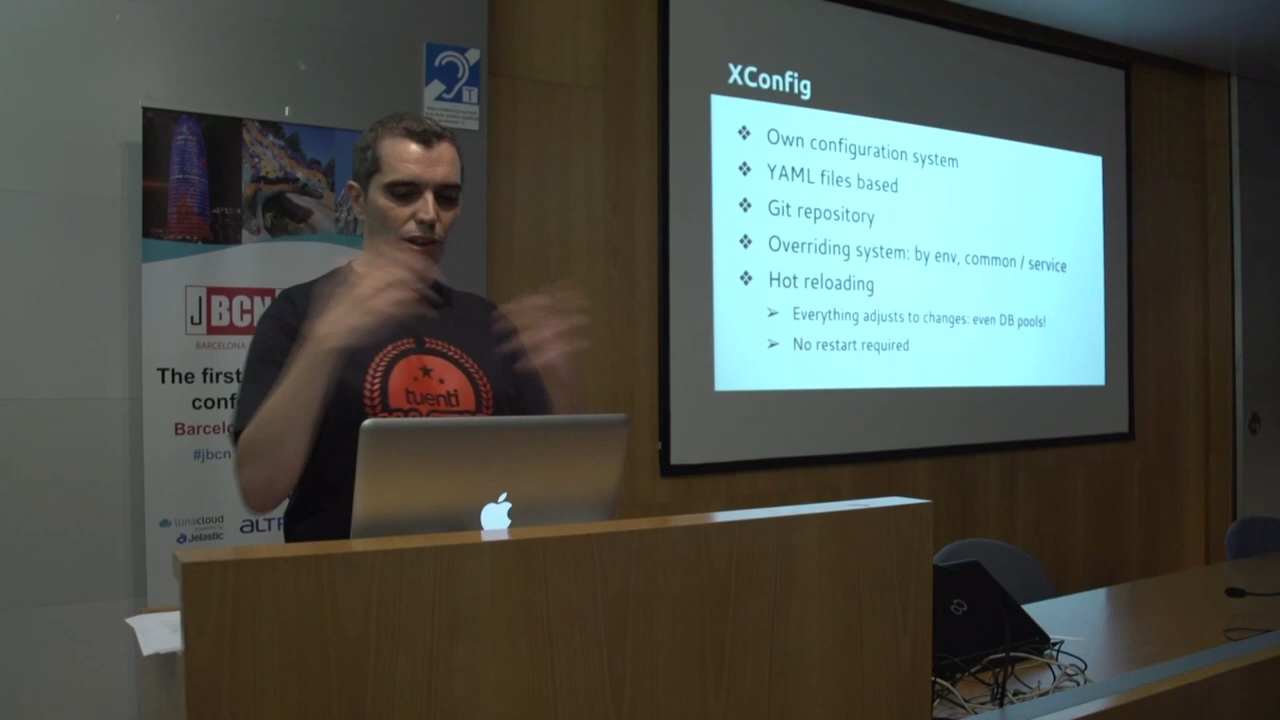 XConfig
Own configuration system
YAML files based
Git repository
Overriding system: by env, common / service
Hot reloading
Everything adjusts to changes: even DB pools!
No restart required
T
JBCN
BARCELONA
The first
conf
Barcelo
#jbcn
lunacloud
Jelastic
ALTR
tuenti